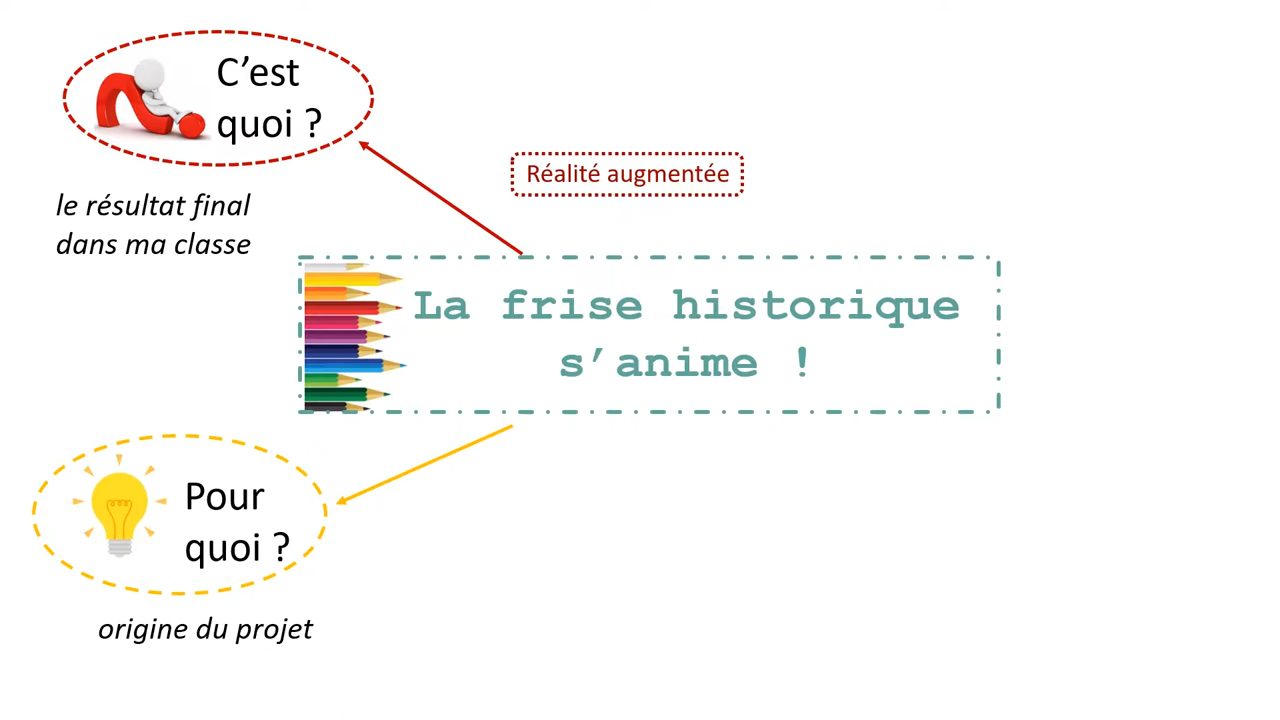 C’est
quoi ?
le résultat final
dans ma classe
Réalité augmentée
La frise historique
s’anime !
Pour
quoi ?
origine du projet